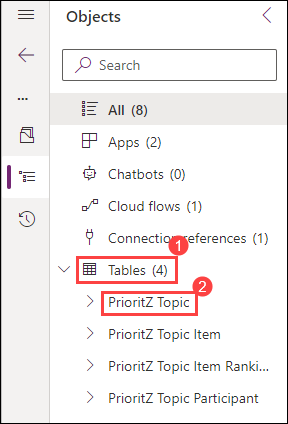 Objects
Search
All (8)
Apps (2)
Chatbots (0)
Cloud flows (1)
Connection references (1)
1
Tables (4)
2
PrioritZ Topic
PrioritZ Topic Item
PrioritZ Topic Item Ranki...
PrioritZ Topic Participant